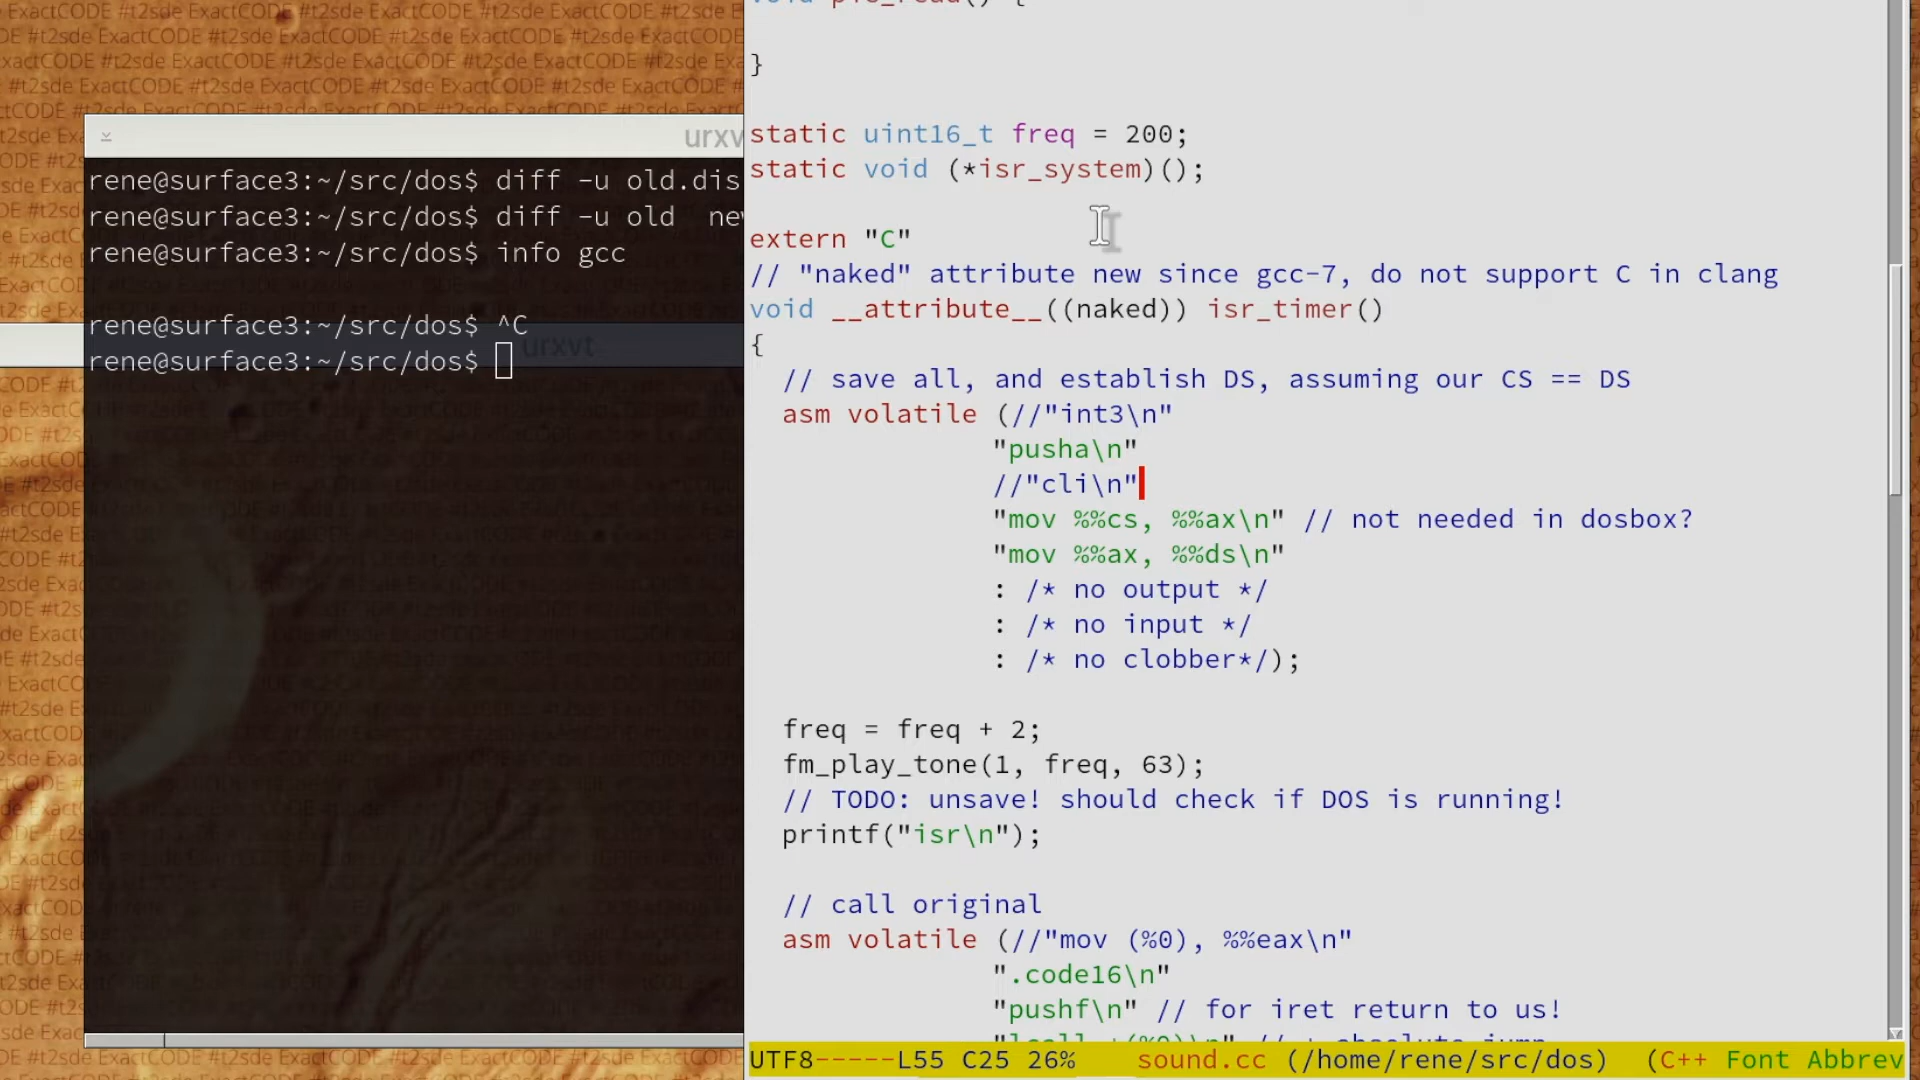 urxv
rene@surface3:~/src/dos$ diff -u old.dis
rene@surface3:~/src/dos$ diff -u old  new
rene@surface3:~/src/dos$ info gcc
rene@surface3:~/src/dos$ ^C
rene@surface3:~/src/dos$
urxvt
}
static uint16_t freq = 200;
static void (*isr_system)();
extern "C"
// "naked" attribute new since gcc-7, do not support C in clang
void __attribute__((naked)) isr_timer()
{
// save all, and establish DS, assuming our CS == DS
asm volatile (//"int3\n"
"pusha\n"
//"cli\n"
"mov %%cs, %%ax\n" // not needed in dosbox?
"mov %%ax, %%ds\n"
: /* no output */
: /* no input */
: /* no clobber*/);
freq = freq + 2;
fm_play_tone(1, freq, 63);
// TODO: unsave! should check if DOS is running!
printf("isr\n");
// call original
asm volatile (//"mov (%0), %%eax\n"
".code16\n"
"pushf\n" // for iret return to us!
UTF8-----L55 C25 26% sound.cc (/home/rene/src/dos) (C++ Font Abbrev